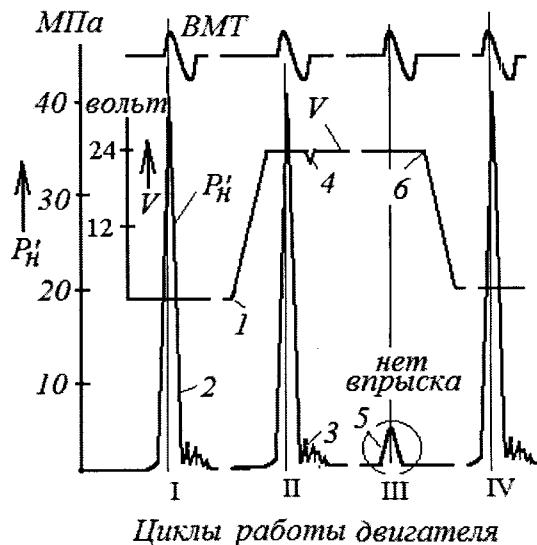 МПа
ВМТ
40
вольт
24
V
V
4
6
P'н
30
12
P'н
20
1
нет
впрыска
10
2
3
5
I
II
III
IV
Циклы работы двигателя